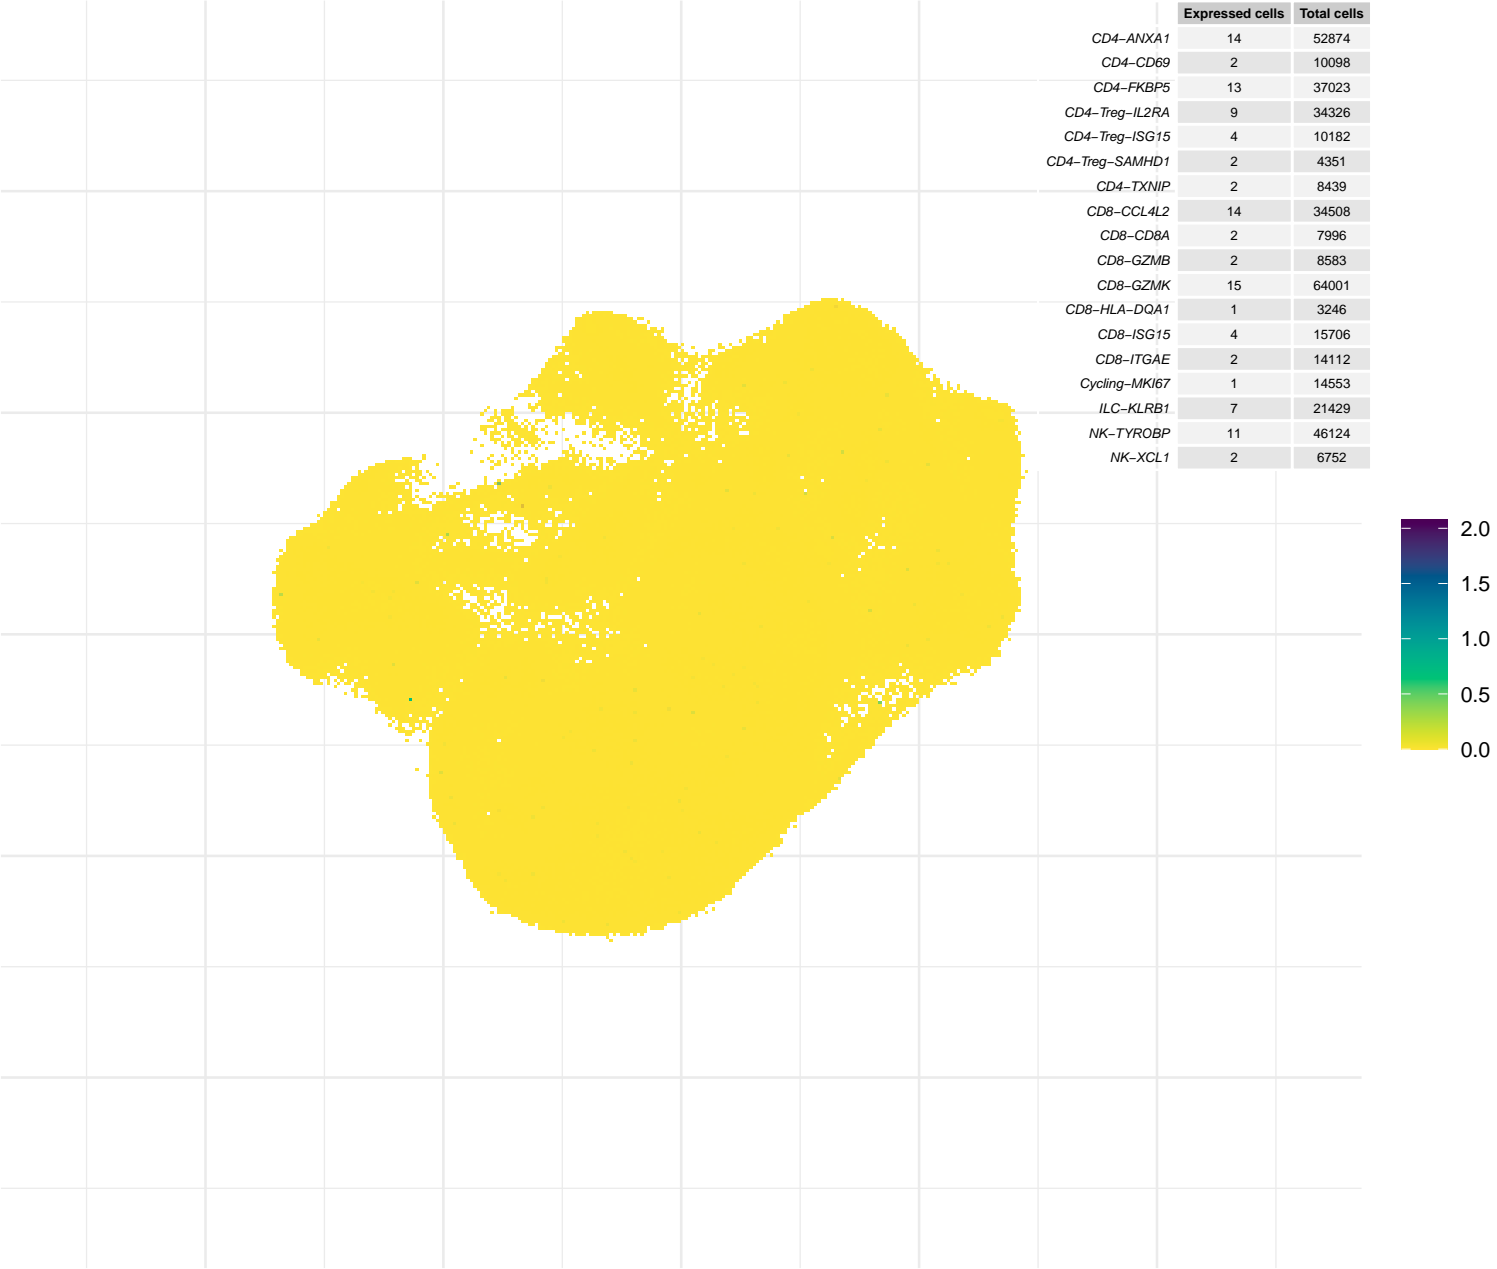 Expressed cells Total cells
CD4−ANXA1 14 52874
CD4−CD69 2 10098
CD4−FKBP5 13 37023
CD4−Treg−IL2RA 9 34326
CD4−Treg−ISG15 4 10182
CD4−Treg−SAMHD1 2 4351
CD4−TXNIP 2 8439
CD8−CCL4L2 14 34508
CD8−CD8A 2 7996
CD8−GZMB 2 8583
CD8−GZMK 15 64001
CD8−HLA−DQA1 1 3246
CD8−ISG15 4 15706
CD8−ITGAE 2 14112
Cycling−MKI67 1 14553
ILC−KLRB1 7 21429
NK−TYROBP 11 46124
NK−XCL1 2 6752
2.0
1.5
1.0
0.5
0.0